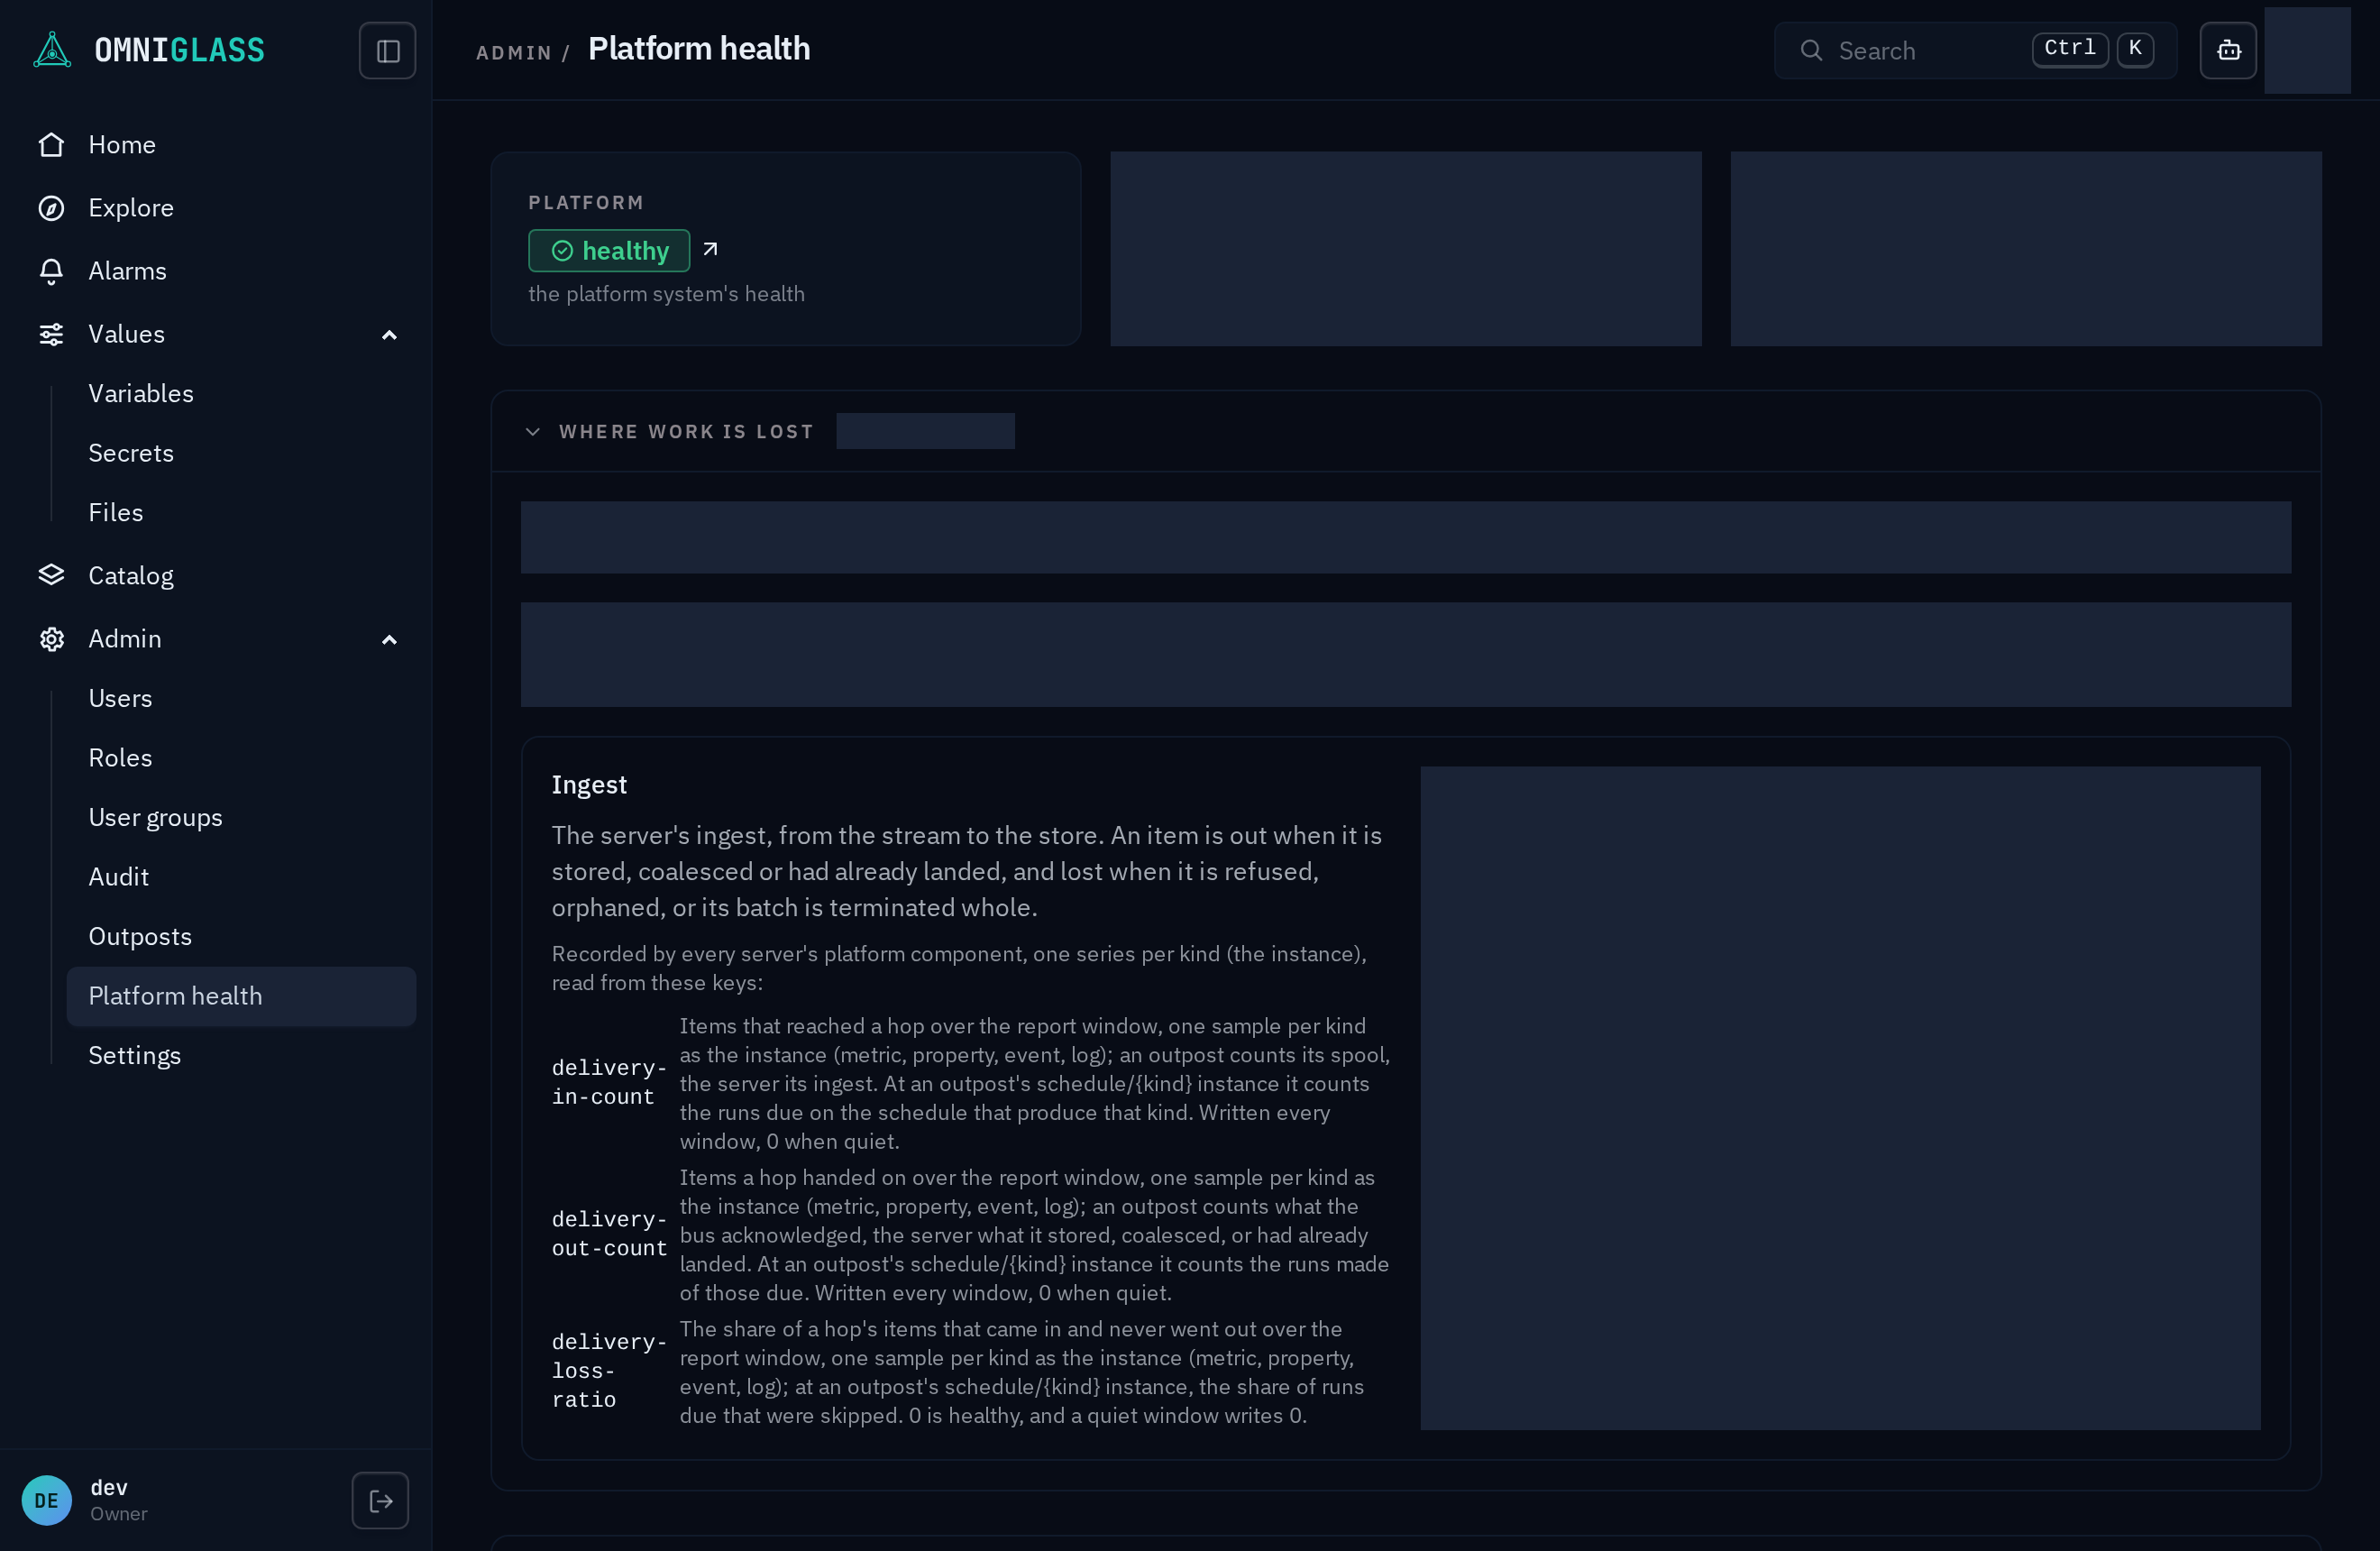 OMNIGLASS
Home
Explore
Alarms
Values
Variables
Secrets
Files
Catalog
Admin
Users
Roles
User groups
Audit
Outposts
Platform health
Settings
DE
dev
Owner
ADMIN / Platform health
Search Ctrl K
PLATFORM
healthy
the platform system's health
WHERE WORK IS LOST
Ingest
The server's ingest, from the stream to the store. An item is out when it is
stored, coalesced or had already landed, and lost when it is refused,
orphaned, or its batch is terminated whole.
Recorded by every server's platform component, one series per kind (the instance),
read from these keys:
delivery-
in-count
Items that reached a hop over the report window, one sample per kind
as the instance (metric, property, event, log); an outpost counts its spool,
the server its ingest. At an outpost's schedule/{kind} instance it counts
the runs due on the schedule that produce that kind. Written every
window, 0 when quiet.
delivery-
out-count
Items a hop handed on over the report window, one sample per kind as
the instance (metric, property, event, log); an outpost counts what the
bus acknowledged, the server what it stored, coalesced, or had already
landed. At an outpost's schedule/{kind} instance it counts the runs made
of those due. Written every window, 0 when quiet.
delivery-
loss-
ratio
The share of a hop's items that came in and never went out over the
report window, one sample per kind as the instance (metric, property,
event, log); at an outpost's schedule/{kind} instance, the share of runs
due that were skipped. 0 is healthy, and a quiet window writes 0.